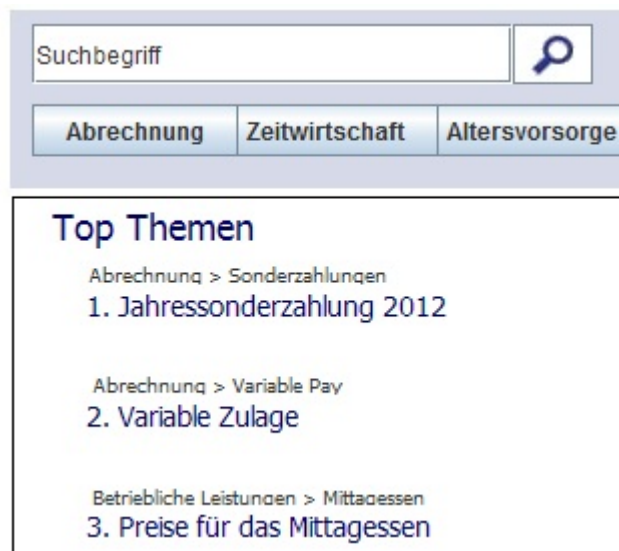 Suchbegriff
Abrechnung Zeitwirtschaft Altersvorsorge
Top Themen
Abrechnung > Sonderzahlungen
1. Jahressonderzahlung 2012
Abrechnung > Variable Pay
2. Variable Zulage
Betriebliche Leistungen > Mittagessen
3. Preise für das Mittagessen